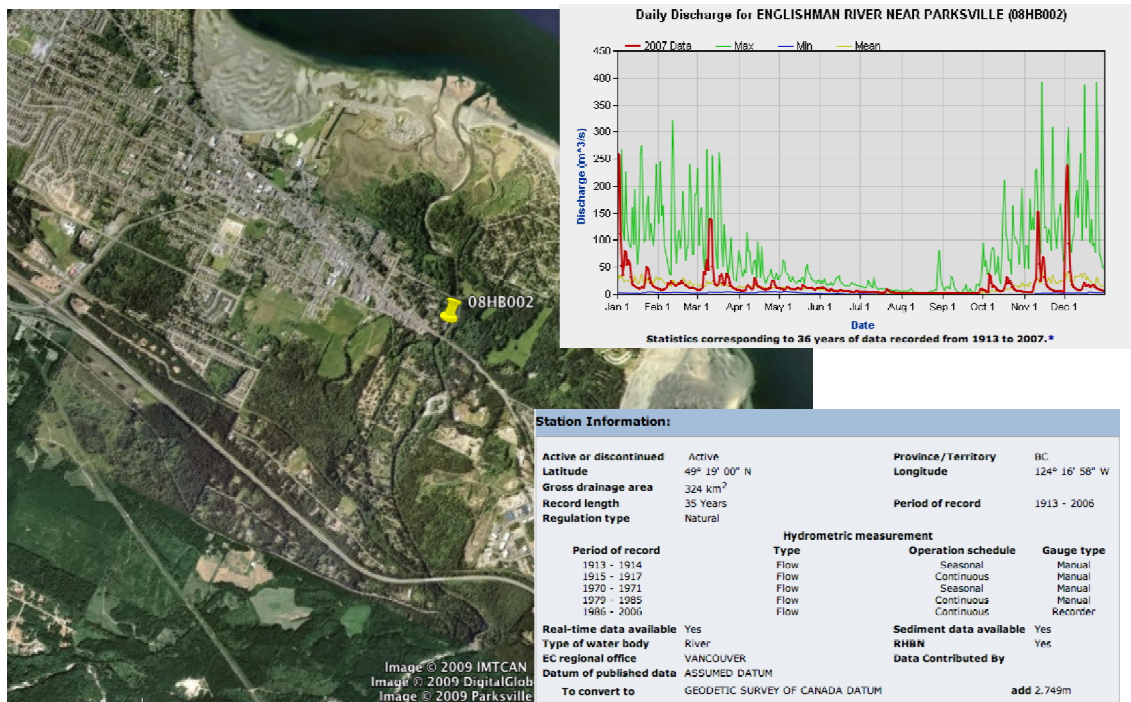 Daily Discharge for ENGLISHMAN RIVER NEAR PARKSVILLE (08HB002)
2007 Data Max Min Mean
450
400
350
300
250
200
150
100
50
0
Discharge (m^3/s)
Jan 1 Feb 1 Mar 1 Apr 1 May 1 Jun 1 Jul 1 Aug 1 Sep 1 Oct 1 Nov 1 Dec 1
Date
Statistics corresponding to 36 years of data recorded from 1913 to 2007.*
08HB002
Station Information:
Active or discontinued Active Province/Territory BC
Latitude 49° 19' 00" N Longitude 124° 16' 58" W
Gross drainage area 324 km2
Record length 35 Years Period of record 1913 - 2006
Regulation type Natural
Hydrometric measurement
Period of record Type Operation schedule Gauge type
1913 - 1914 Flow Seasonal Manual
1915 - 1917 Flow Continuous Manual
1970 - 1971 Flow Seasonal Manual
1979 - 1985 Flow Continuous Manual
1986 - 2006 Flow Continuous Recorder
Real-time data available Yes Sediment data available Yes
Type of water body River RHBN Yes
EC regional office VANCOUVER Data Contributed By
Datum of published data ASSUMED DATUM
To convert to GEODETIC SURVEY OF CANADA DATUM add 2.749m
Image © 2009 IMTCAN
Image © 2009 DigitalGlob
Image © 2009 Parksville